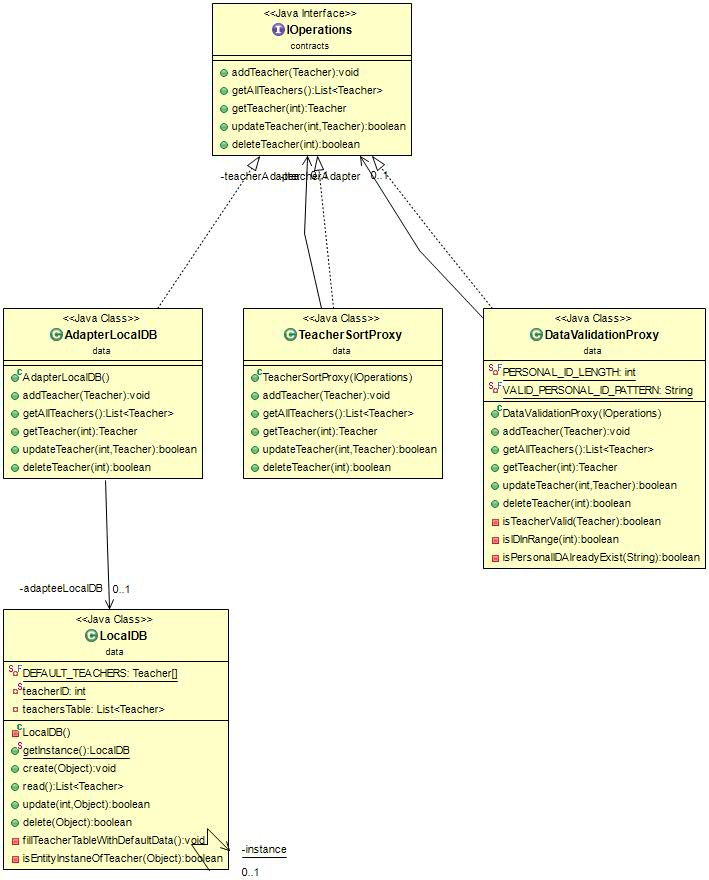 <<Java Interface>>
IOperations
contracts
addTeacher(Teacher):void
getAllTeachers():List<Teacher>
getTeacher(int):Teacher
updateTeacher(int,Teacher):boolean
deleteTeacher(int):boolean
-teacherAdapter
0..1
-teacherAdapter
0..1
<<Java Class>>
AdapterLocalDB
data
AdapterLocalDB()
addTeacher(Teacher):void
getAllTeachers():List<Teacher>
getTeacher(int):Teacher
updateTeacher(int,Teacher):boolean
deleteTeacher(int):boolean
<<Java Class>>
TeacherSortProxy
data
TeacherSortProxy(IOperations)
addTeacher(Teacher):void
getAllTeachers():List<Teacher>
getTeacher(int):Teacher
updateTeacher(int,Teacher):boolean
deleteTeacher(int):boolean
<<Java Class>>
DataValidationProxy
data
PERSONAL_ID_LENGTH: int
VALID_PERSONAL_ID_PATTERN: String
DataValidationProxy(IOperations)
addTeacher(Teacher):void
getAllTeachers():List<Teacher>
getTeacher(int):Teacher
updateTeacher(int,Teacher):boolean
deleteTeacher(int):boolean
isTeacherValid(Teacher):boolean
isIDInRange(int):boolean
isPersonalIDAlreadyExist(String):boolean
-adapteeLocalDB
0..1
<<Java Class>>
LocalDB
data
DEFAULT_TEACHERS: Teacher[]
teacherID: int
teachersTable: List<Teacher>
LocalDB()
getInstance():LocalDB
create(Object):void
read():List<Teacher>
update(int,Object):boolean
delete(Object):boolean
fillTeacherTableWithDefaultData():void
isEntityInstaneOfTeacher(Object):boolean
-instance
0..1